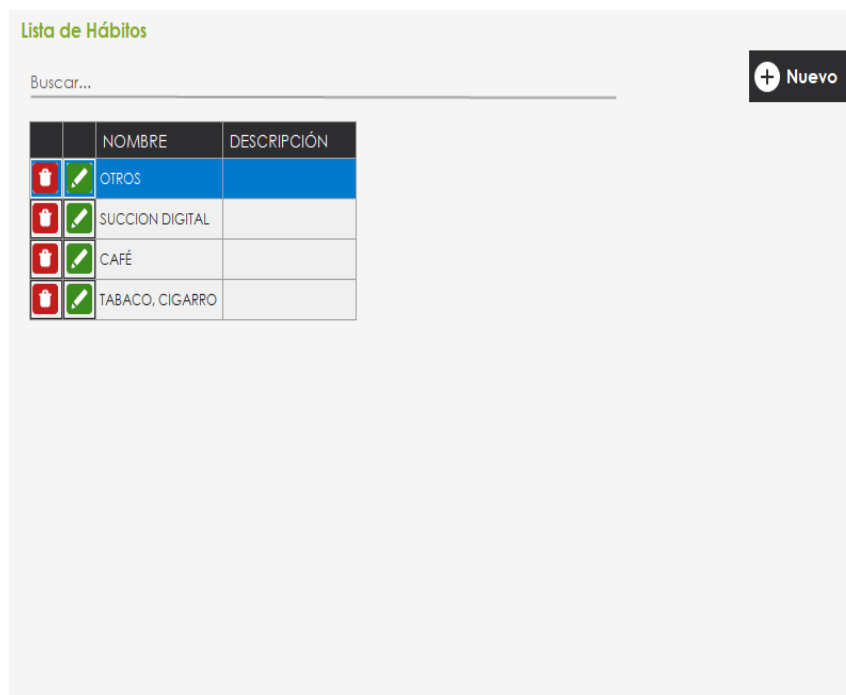 Lista de Hábitos
Buscar...
Nuevo
NOMBRE DESCRIPCIÓN
OTROS
SUCCION DIGITAL
CAFÉ
TABACO, CIGARRO